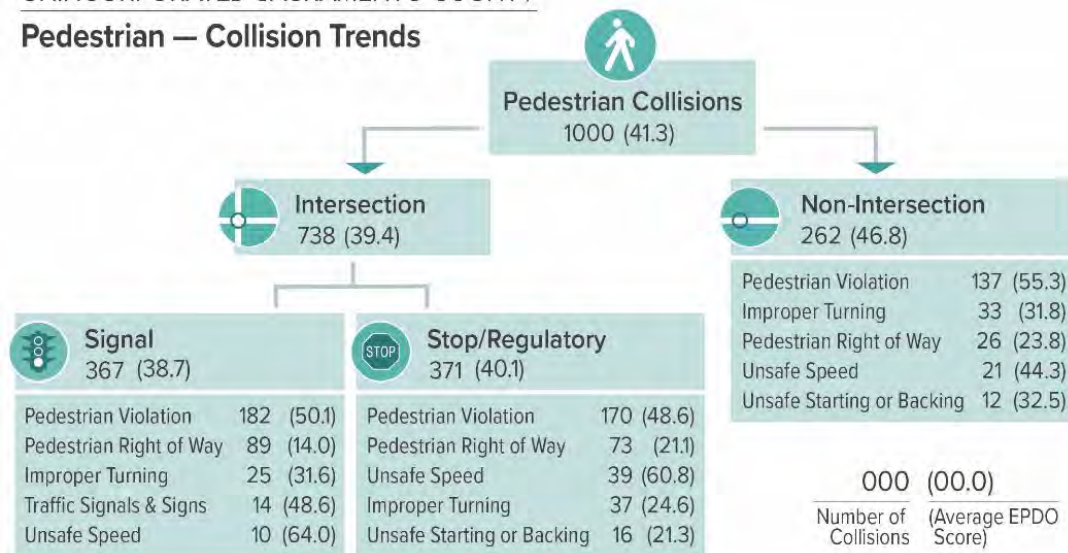 Pedestrian — Collision Trends
Pedestrian Collisions
1000 (41.3)
Intersection
738 (39.4)
Non-Intersection
262 (46.8)
Pedestrian Violation 137 (55.3)
Improper Turning 33 (31.8)
Pedestrian Right of Way 26 (23.8)
Unsafe Speed 21 (44.3)
Unsafe Starting or Backing 12 (32.5)
Signal
367 (38.7)
Pedestrian Violation 182 (50.1)
Pedestrian Right of Way 89 (14.0)
Improper Turning 25 (31.6)
Traffic Signals & Signs 14 (48.6)
Unsafe Speed 10 (64.0)
STOP
Stop/Regulatory
371 (40.1)
Pedestrian Violation 170 (48.6)
Pedestrian Right of Way 73 (21.1)
Unsafe Speed 39 (60.8)
Improper Turning 37 (24.6)
Unsafe Starting or Backing 16 (21.3)
000 (00.0)
Number of Collisions
(Average EPDO Score)